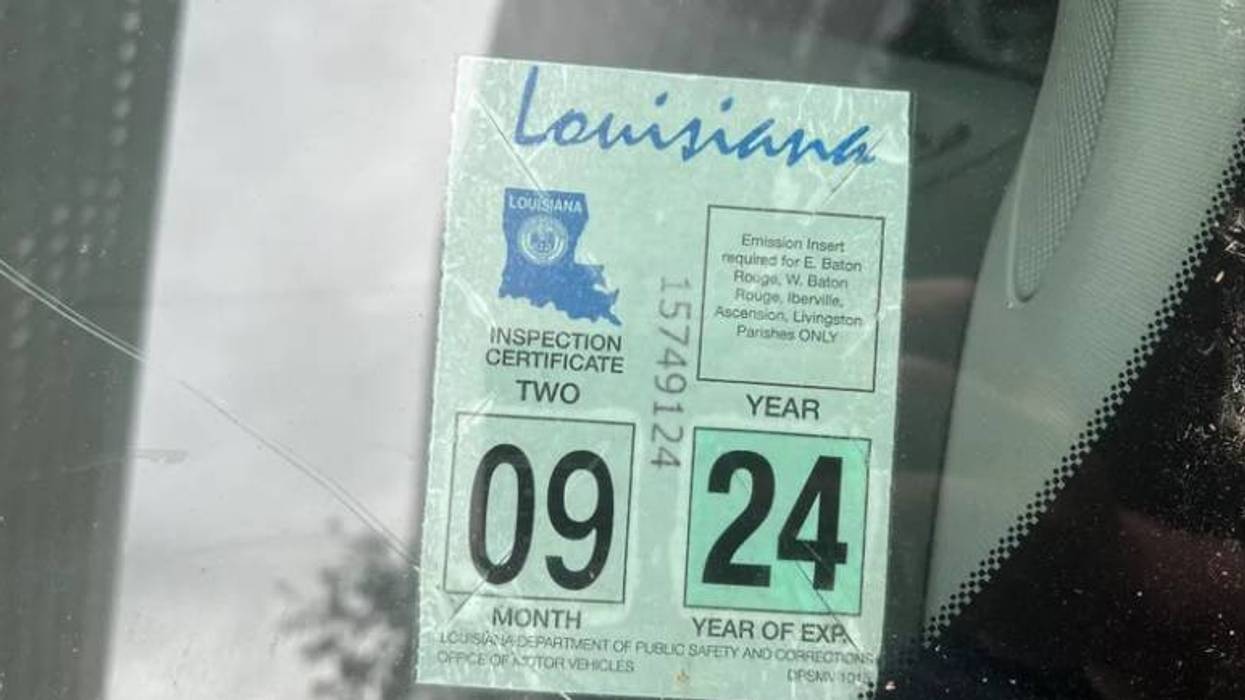 Louisiana
LOUISIANA
INSPECTION
CERTIFICATE
TWO
15749124
Emission Insert
required for E. Baton
Rouge, W. Baton
Rouge, Iberville,
Ascension, Livingston
Parishes ONLY
YEAR
09
24
MONTH
YEAR OF EXP.
LOUISIANA DEPARTMENT OF PUBLIC SAFETY AND CORRECTIONS
OFFICE OF MOTOR VEHICLES